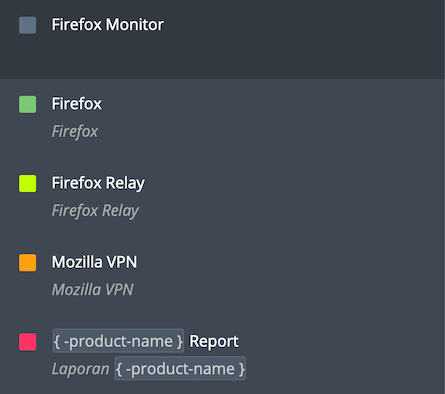 Firefox Monitor
Firefox
Firefox
Firefox Relay
Firefox Relay
Mozilla VPN
Mozilla VPN
{ -product-name } Report
Laporan { -product-name }